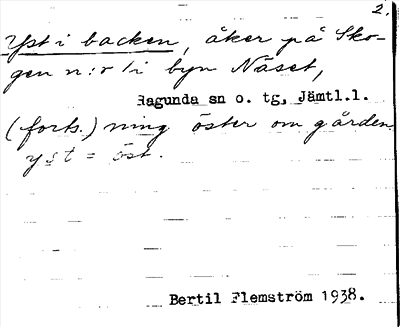 2.
Yst i backen, åker på Sko-
gen n:r 1 i byn Näset,
Ragunda sn o. tg, Jämtl.l.
(forts.) ning öster om gården.
yst = öst.
Bertil Flemström 1938.